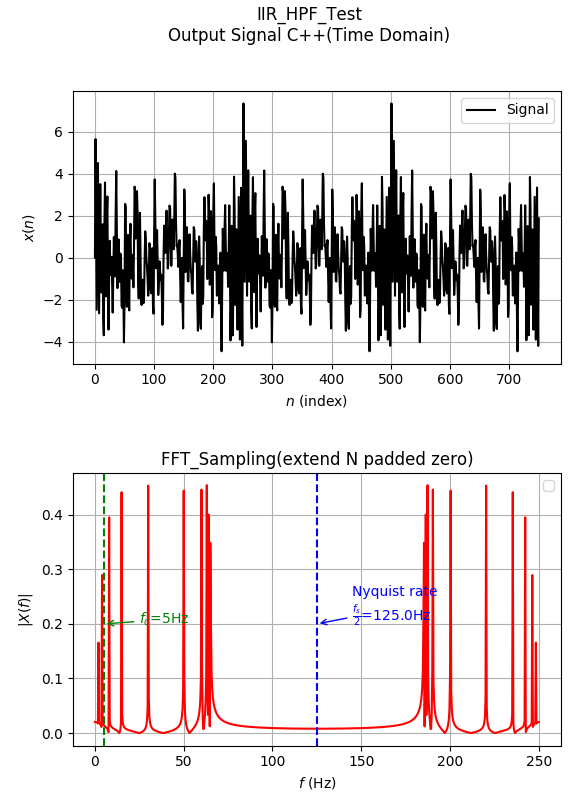 IIR_HPF_Test
Output Signal C++(Time Domain)
Signal
6
4
2
0
−2
−4
x(n)
0 100 200 300 400 500 600 700
n (index)
FFT_Sampling(extend N padded zero)
0.4
0.3
0.2
0.1
0.0
|X(f)|
f_c=5Hz
Nyquist rate
f_s/2=125.0Hz
0 50 100 150 200 250
f (Hz)